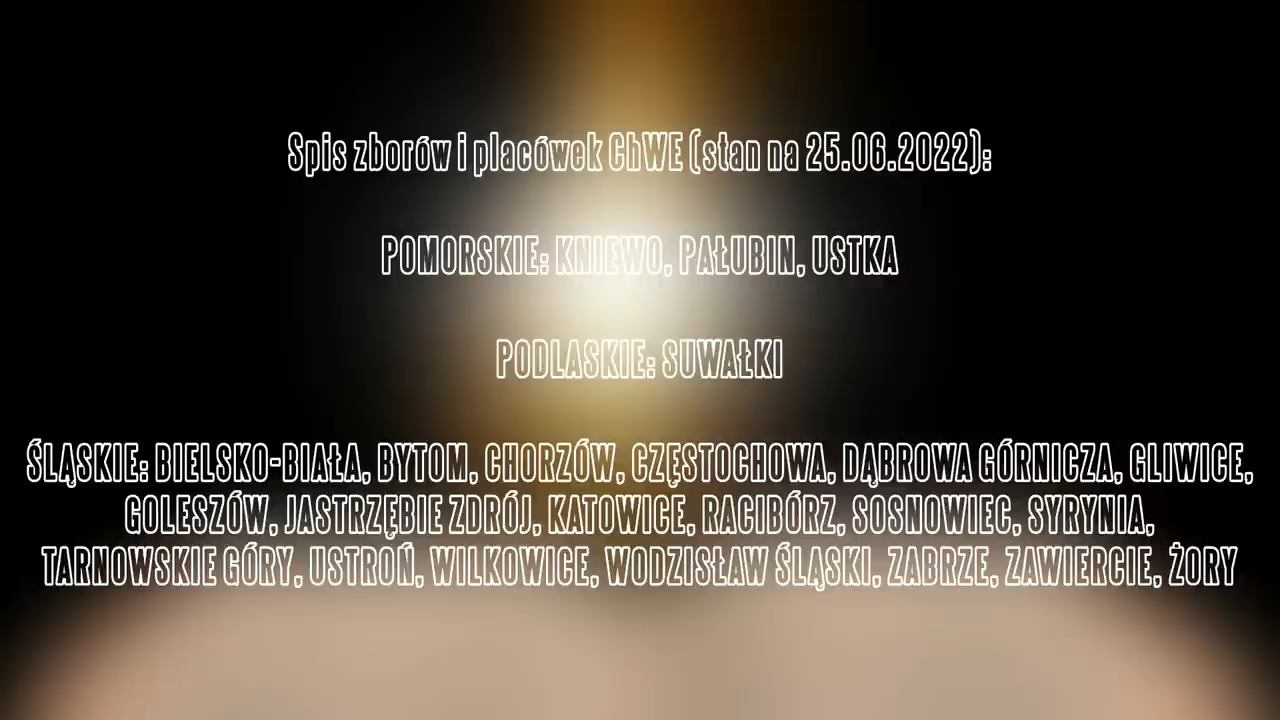 Spis zborów i placówek ChWE (stan na 25.06.2022):
POMORSKIE: KNIEWO, PAŁUBIN, USTKA
PODLASKIE: SUWAŁKI
ŚLĄSKIE: BIELSKO-BIAŁA, BYTOM, CHORZÓW, CZĘSTOCHOWA, DĄBROWA GÓRNICZA, GLIWICE,
GOLESZÓW, JASTRZĘBIE ZDRÓJ, KATOWICE, RACIBÓRZ, SOSNOWIEC, SYRYNIA,
TARNOWSKIE GÓRY, USTROŃ, WILKOWICE, WODZISŁAW ŚLĄSKI, ZABRZE, ZAWIERCIE, ŻORY